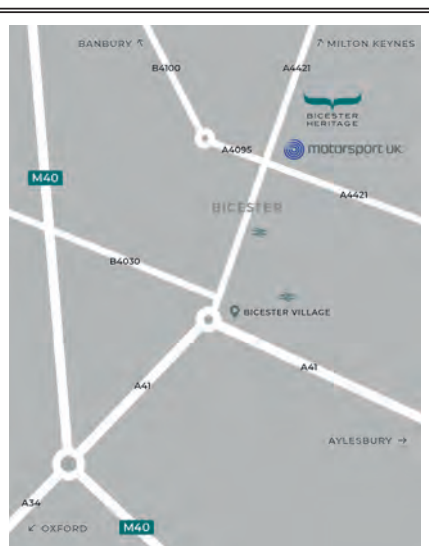 BANBURY ↖
↗ MILTON KEYNES
B4100
A4421
BICESTER
HERITAGE
A4095
motorsport UK
M40
A4421
BICESTER
B4030
BICESTER VILLAGE
A41
A41
AYLESBURY →
A34
↙ OXFORD
M40